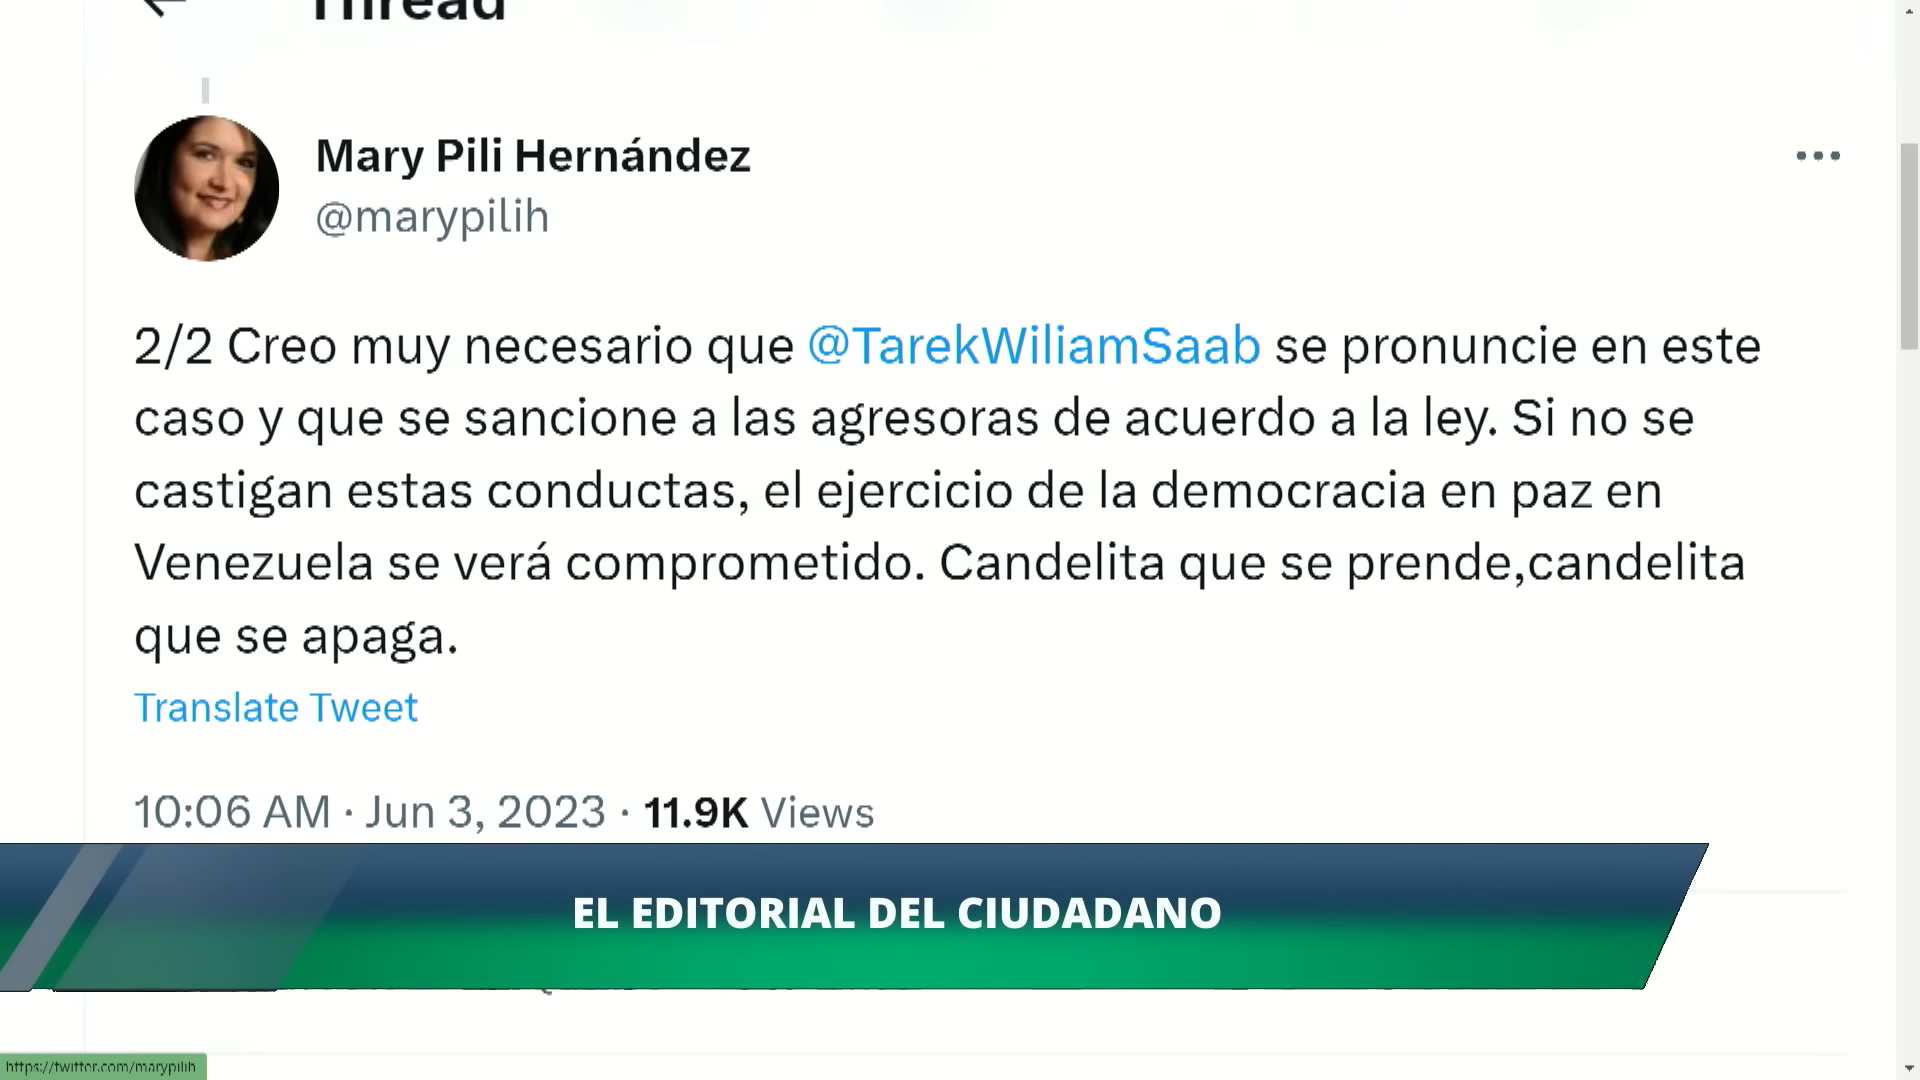 Thread
Mary Pili Hernández
@marypilih
2/2 Creo muy necesario que @TarekWiliamSaab se pronuncie en este
caso y que se sancione a las agresoras de acuerdo a la ley. Si no se
castigan estas conductas, el ejercicio de la democracia en paz en
Venezuela se verá comprometido. Candelita que se prende,candelita
que se apaga.
Translate Tweet
10:06 AM · Jun 3, 2023 · 11.9K Views
EL EDITORIAL DEL CIUDADANO
https://twitter.com/marypilih